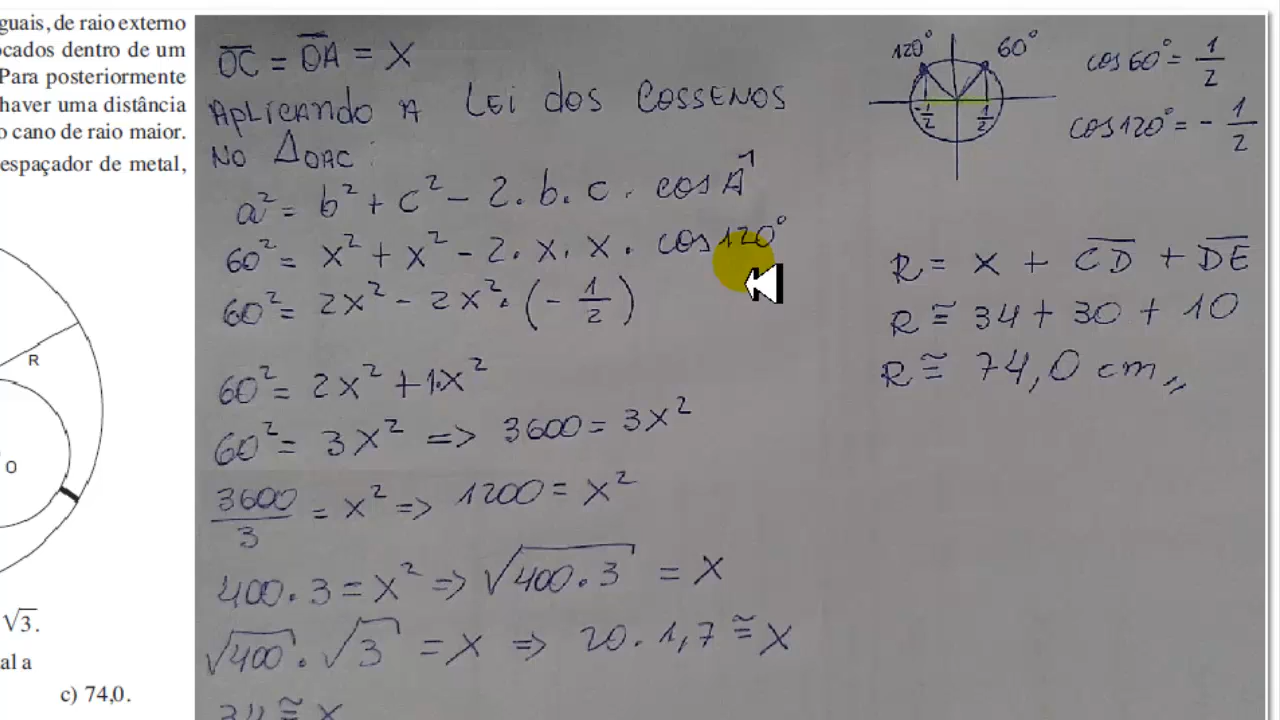 guais, de raio externo
ocados dentro de um
Para posteriormente
haver uma distância
o cano de raio maior.
espaçador de metal,
R
O
√3.
al a
c) 74,0.
OC = OA = X
APLICANDO A LEI DOS COSSENOS
NO ΔOAC:
a² = b² + c² - 2.b.c. cos Â
60² = X² + X² - 2.X.X. cos 120°
60² = 2X² - 2X².(-1/2)
60² = 2X² + 1.X²
60² = 3X² => 3600 = 3X²
3600/3 = X² => 1200 = X²
400.3 = X² => √400.3 = X
√400.√3 = X => 20.1,7 ≅ X
34 ≅ X
120° 60°
-1/2 1/2
cos 60° = 1/2
cos 120° = -1/2
R = X + CD + DE
R ≅ 34 + 30 + 10
R ≅ 74,0 cm,,